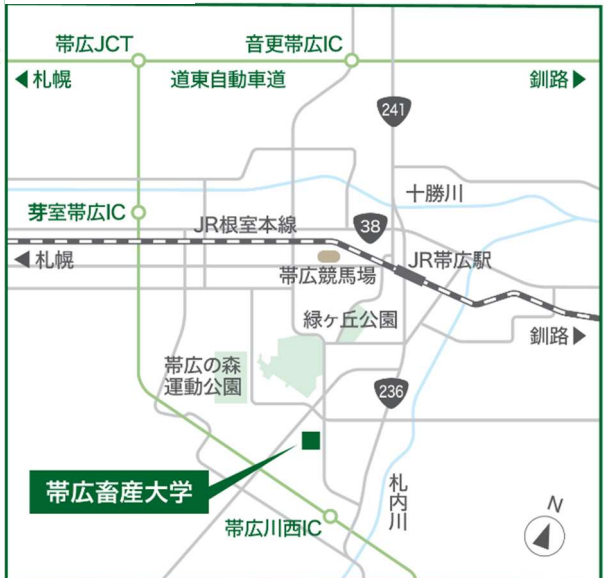 帯広JCT
音更帯広IC
◀札幌
道東自動車道
釧路▶
241
十勝川
芽室帯広IC
JR根室本線
38
◀札幌
JR帯広駅
帯広競馬場
緑ヶ丘公園
釧路▶
帯広の森
運動公園
236
帯広畜産大学
札内川
帯広川西IC
N